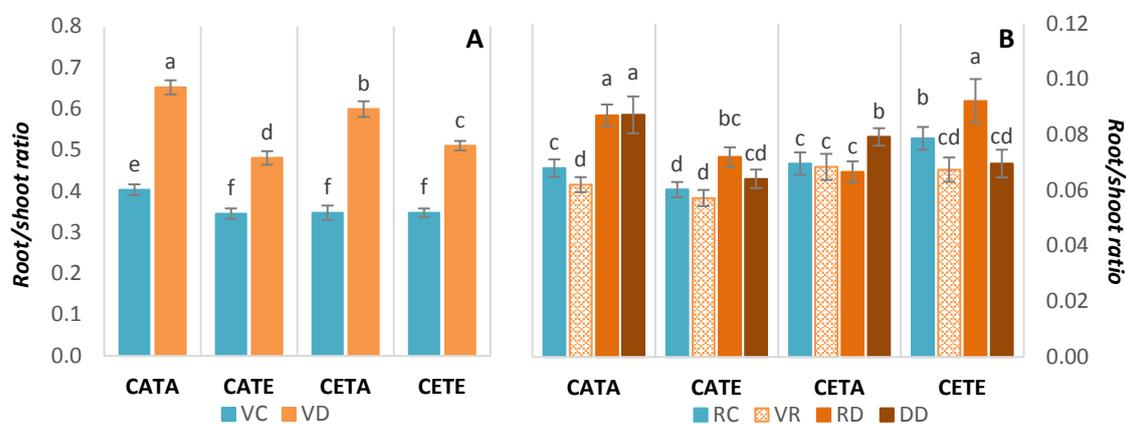 0.8
0.7
0.6
0.5
0.4
0.3
0.2
0.1
0.0
Root/shoot ratio
A
e a f d f b f c
CATA CATE CETA CETE
VC VD
B
c d a a d d bc cd c c c b b cd a cd
CATA CATE CETA CETE
RC VR RD DD
0.12
0.10
0.08
0.06
0.04
0.02
0.00
Root/shoot ratio